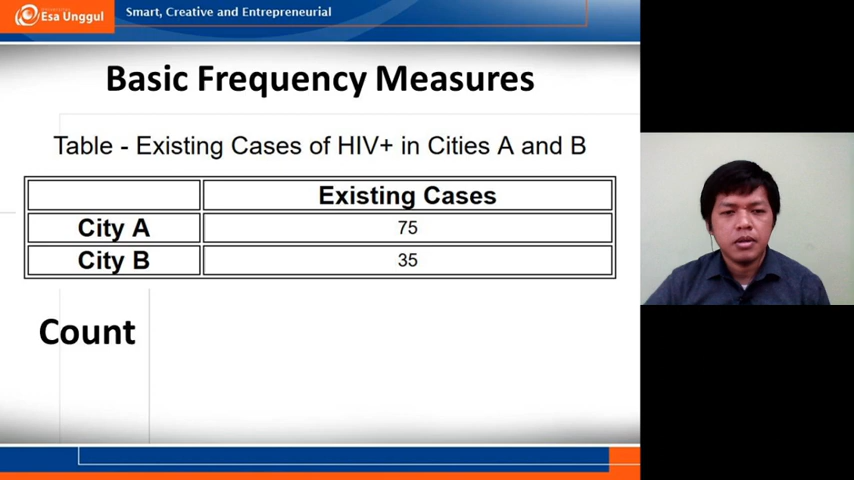 Esa Unggul
Smart, Creative and Entrepreneurial
Basic Frequency Measures
Table - Existing Cases of HIV+ in Cities A and B
Existing Cases
City A 75
City B 35
Count